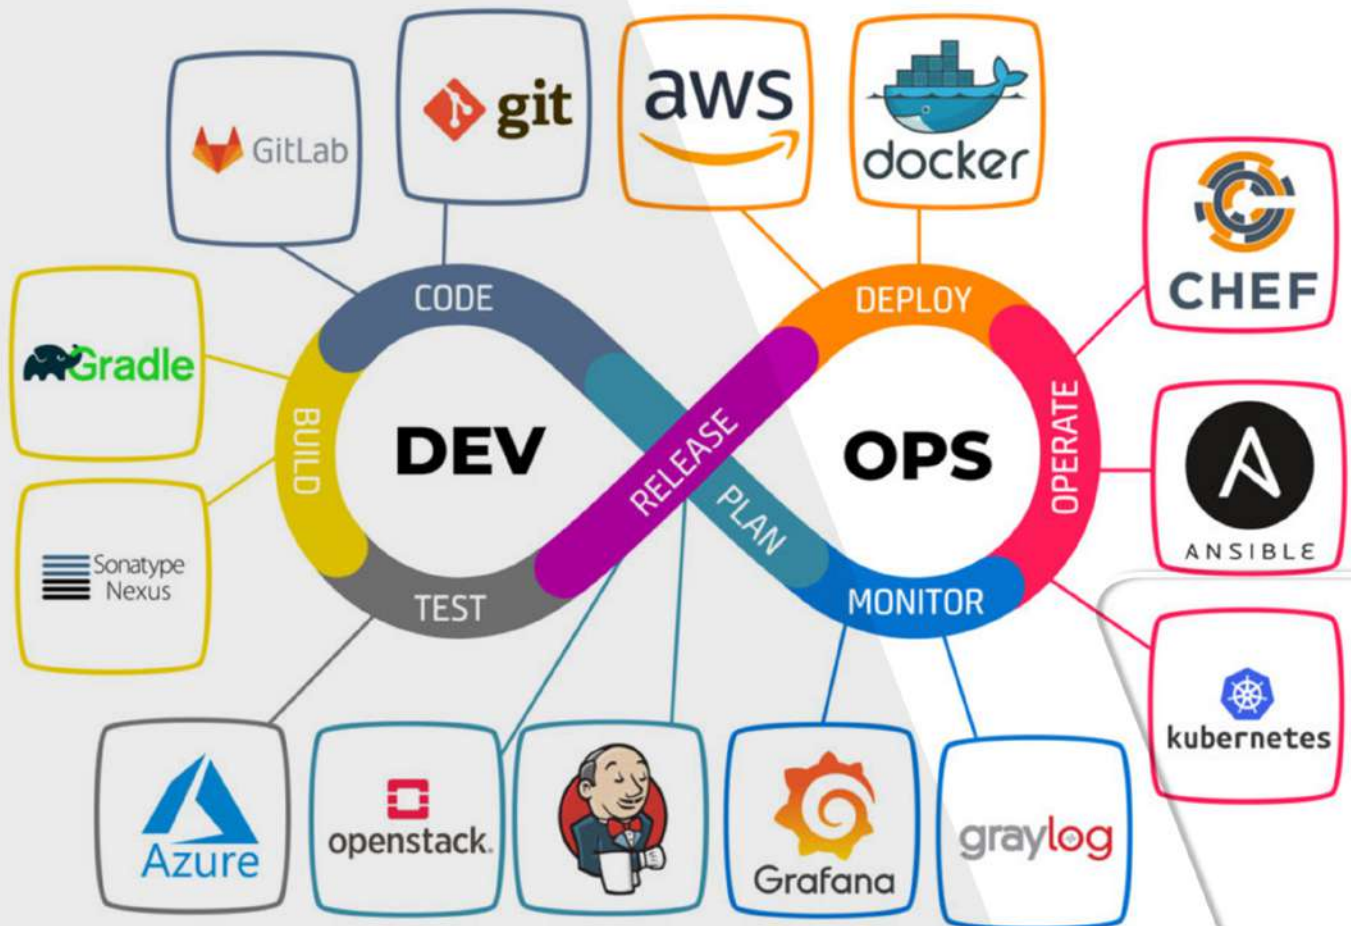 GitLab
git
aws
docker
CHEF
CODE
DEPLOY
Gradle
BUILD
DEV
RELEASE
OPS
OPERATE
PLAN
ANSIBLE
Sonatype
Nexus
TEST
MONITOR
kubernetes
Azure
openstack.
Grafana
graylog